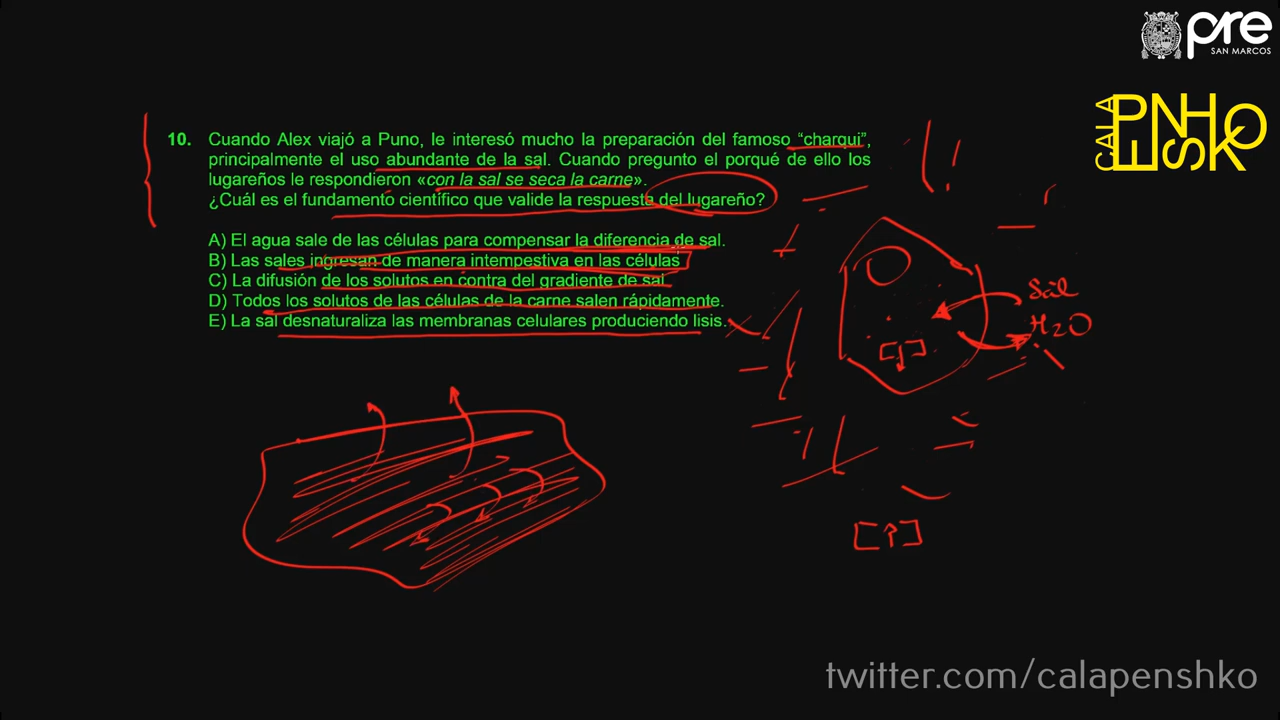 pre
SAN MARCOS
CALA
PENSHKO
10. Cuando Alex viajó a Puno, le interesó mucho la preparación del famoso “charqui”,
principalmente el uso abundante de la sal. Cuando pregunto el porqué de ello los
lugareños le respondieron «con la sal se seca la carne».
¿Cuál es el fundamento científico que valide la respuesta del lugareño?
A) El agua sale de las células para compensar la diferencia de sal.
B) Las sales ingresan de manera intempestiva en las células
C) La difusión de los solutos en contra del gradiente de sal
D) Todos los solutos de las células de la carne salen rápidamente.
E) La sal desnaturaliza las membranas celulares produciendo lisis.
Sal
H2O
[↓]
[↑]
twitter.com/calapenshko